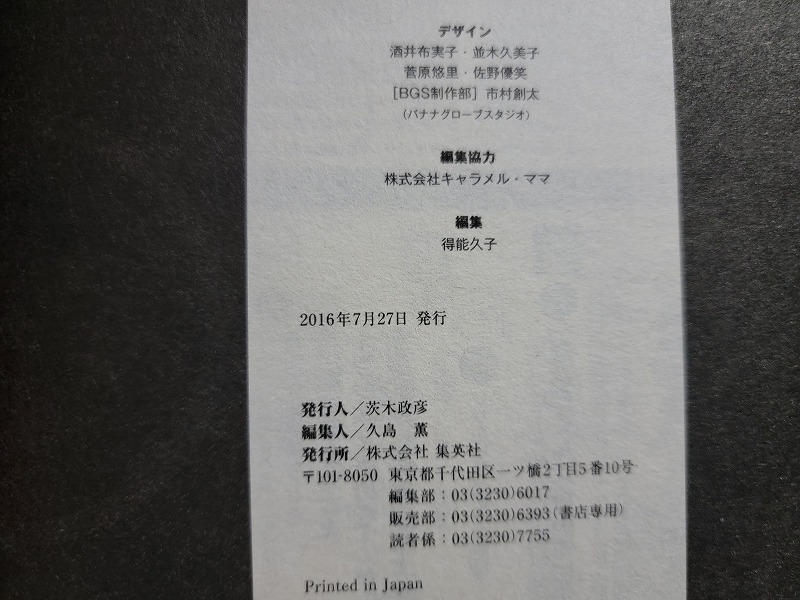 デザイン
酒井布実子・並木久美子
菅原悠里・佐野優笑
［BGS制作部］市村創太
（バナナグローブスタジオ）
編集協力
株式会社キャラメル・ママ
編集
得能久子
2016年7月27日 発行
発行人／茨木政彦
編集人／久島 薫
発行所／株式会社 集英社
〒101-8050 東京都千代田区一ツ橋2丁目5番10号
編集部：03(3230)6017
販売部：03(3230)6393(書店専用)
読者係：03(3230)7755
Printed in Japan